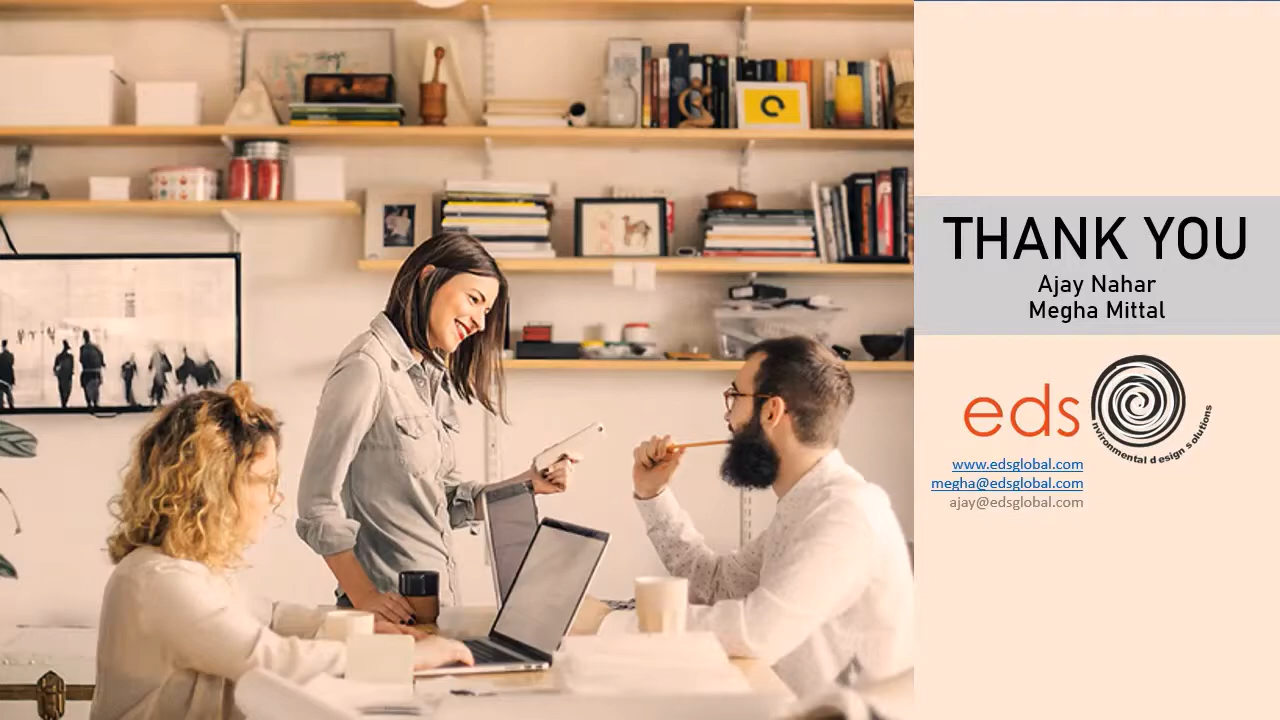 THANK YOU
Ajay Nahar
Megha Mittal
eds
nvironmental design solutions
www.edsglobal.com
megha@edsglobal.com
ajay@edsglobal.com